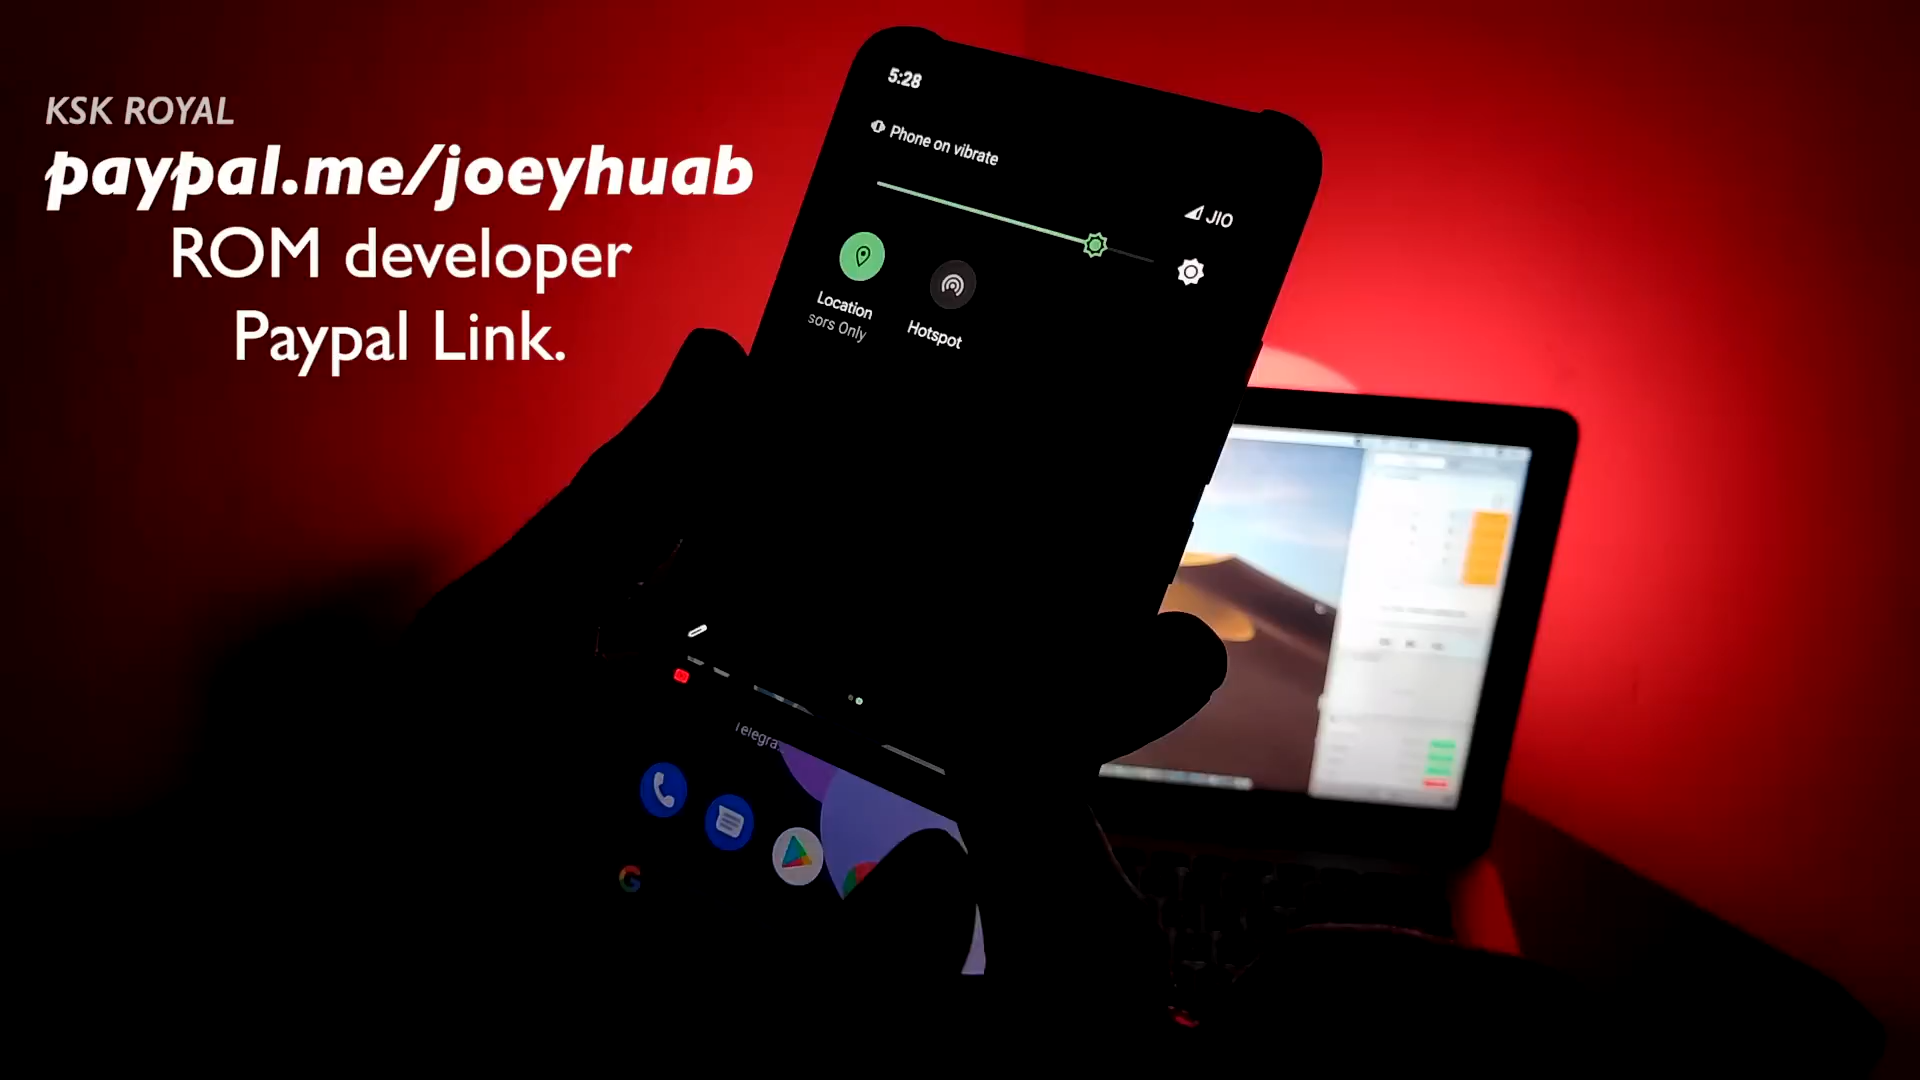 KSK ROYAL
paypal.me/joeyhuab
ROM developer
Paypal Link.
5:28
Phone on vibrate
JIO
Location
sors Only
Hotspot
Telegra